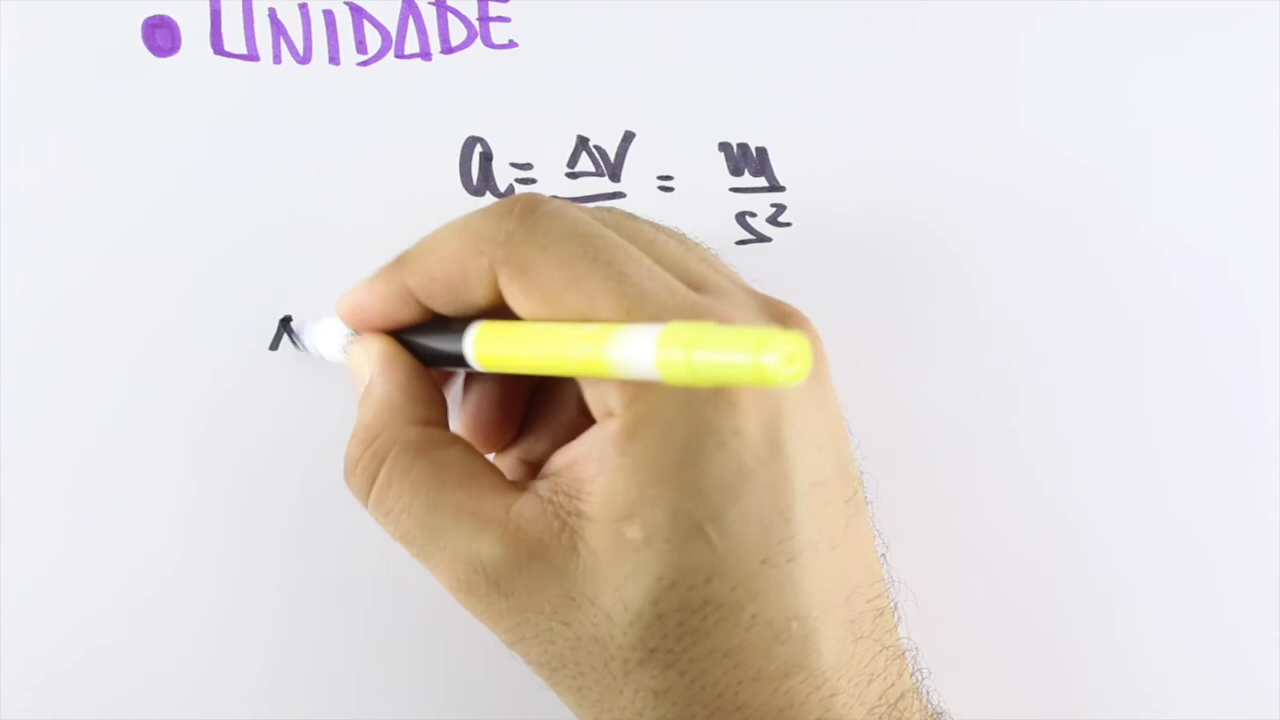 • UNIDADE
a = ΔV = m
s²